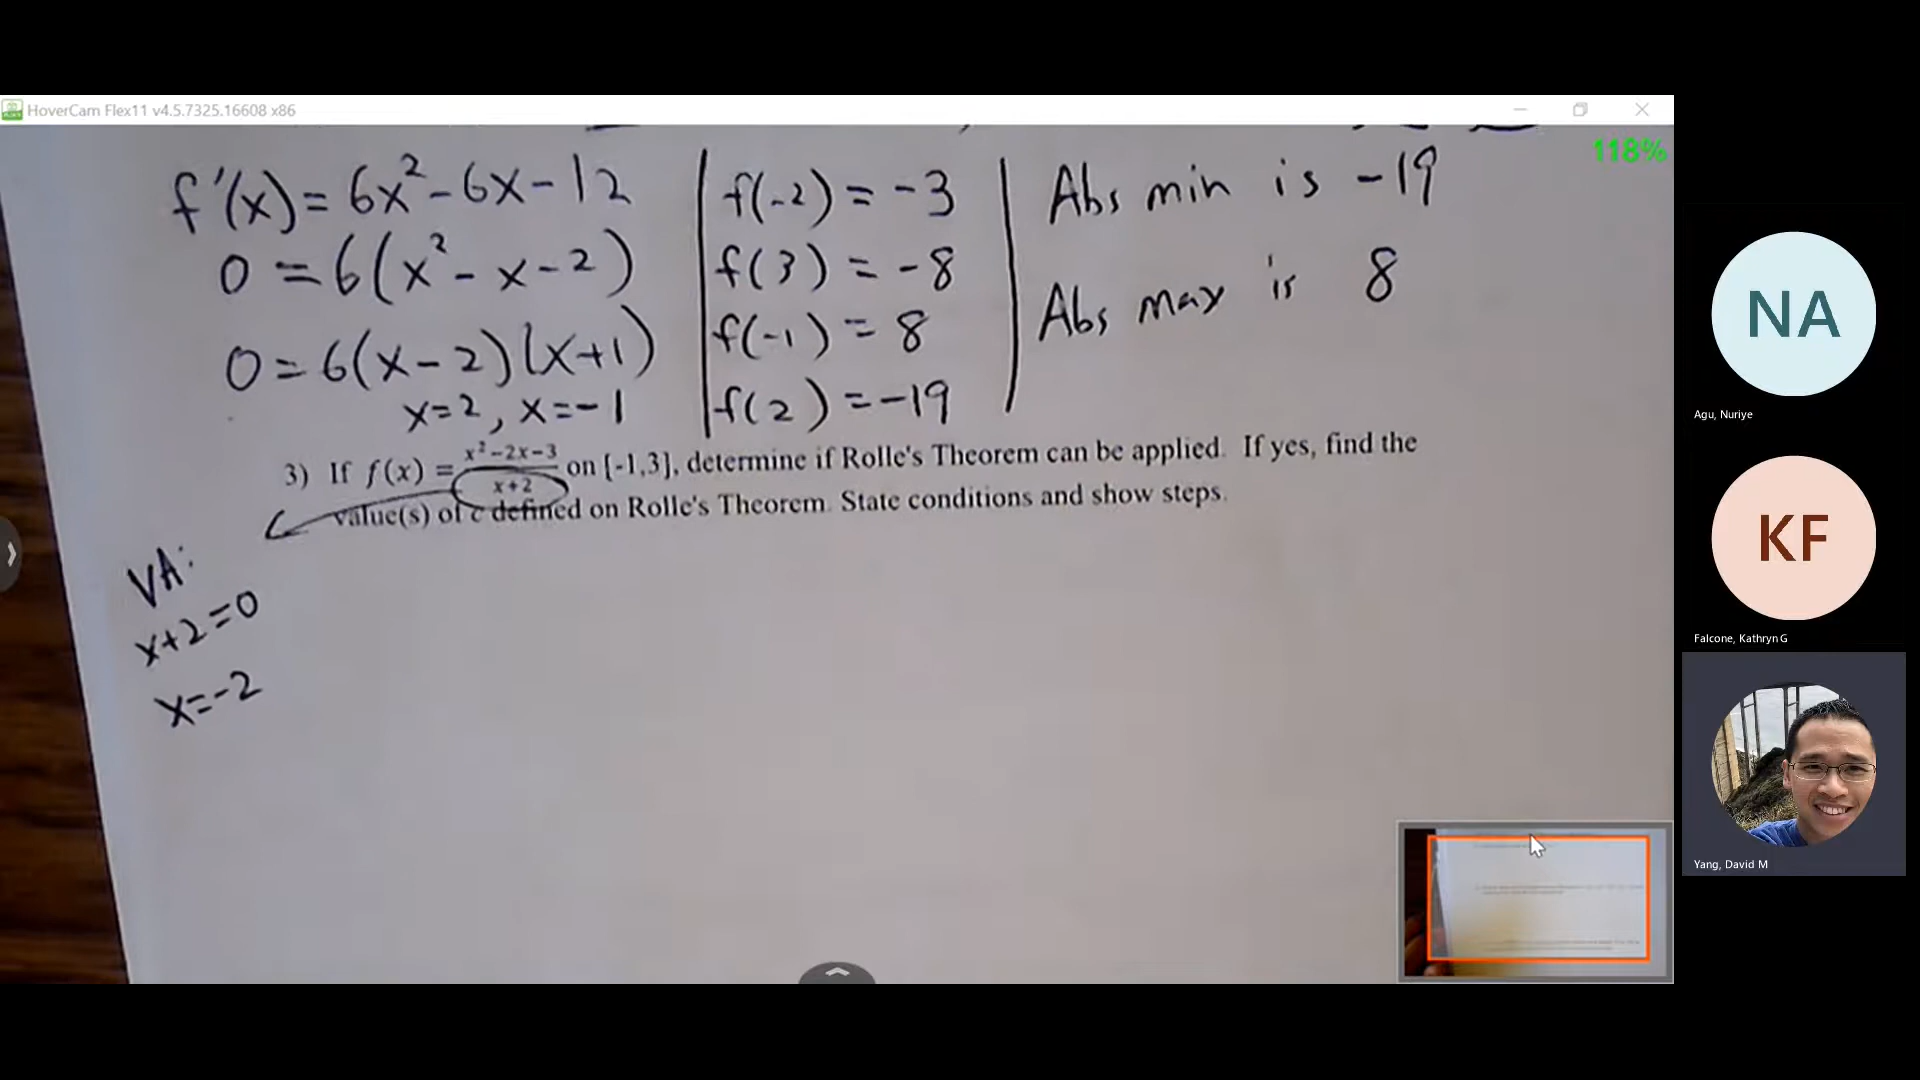 HoverCam Flex11 v4.5.7325.16608 x86
118%
f'(x) = 6x² - 6x - 12
0 = 6(x² - x - 2)
0 = 6(x - 2)(x + 1)
x = 2, x = -1
f(-2) = -3
f(3) = -8
f(-1) = 8
f(2) = -19
Abs min is -19
Abs max is 8
3) If f(x) = (x²-2x-3)/(x+2) on [-1,3], determine if Rolle's Theorem can be applied. If yes, find the
value(s) of c defined on Rolle's Theorem. State conditions and show steps.
VA:
x+2=0
x=-2
NA
Agu, Nuriye
KF
Falcone, Kathryn G
Yang, David M